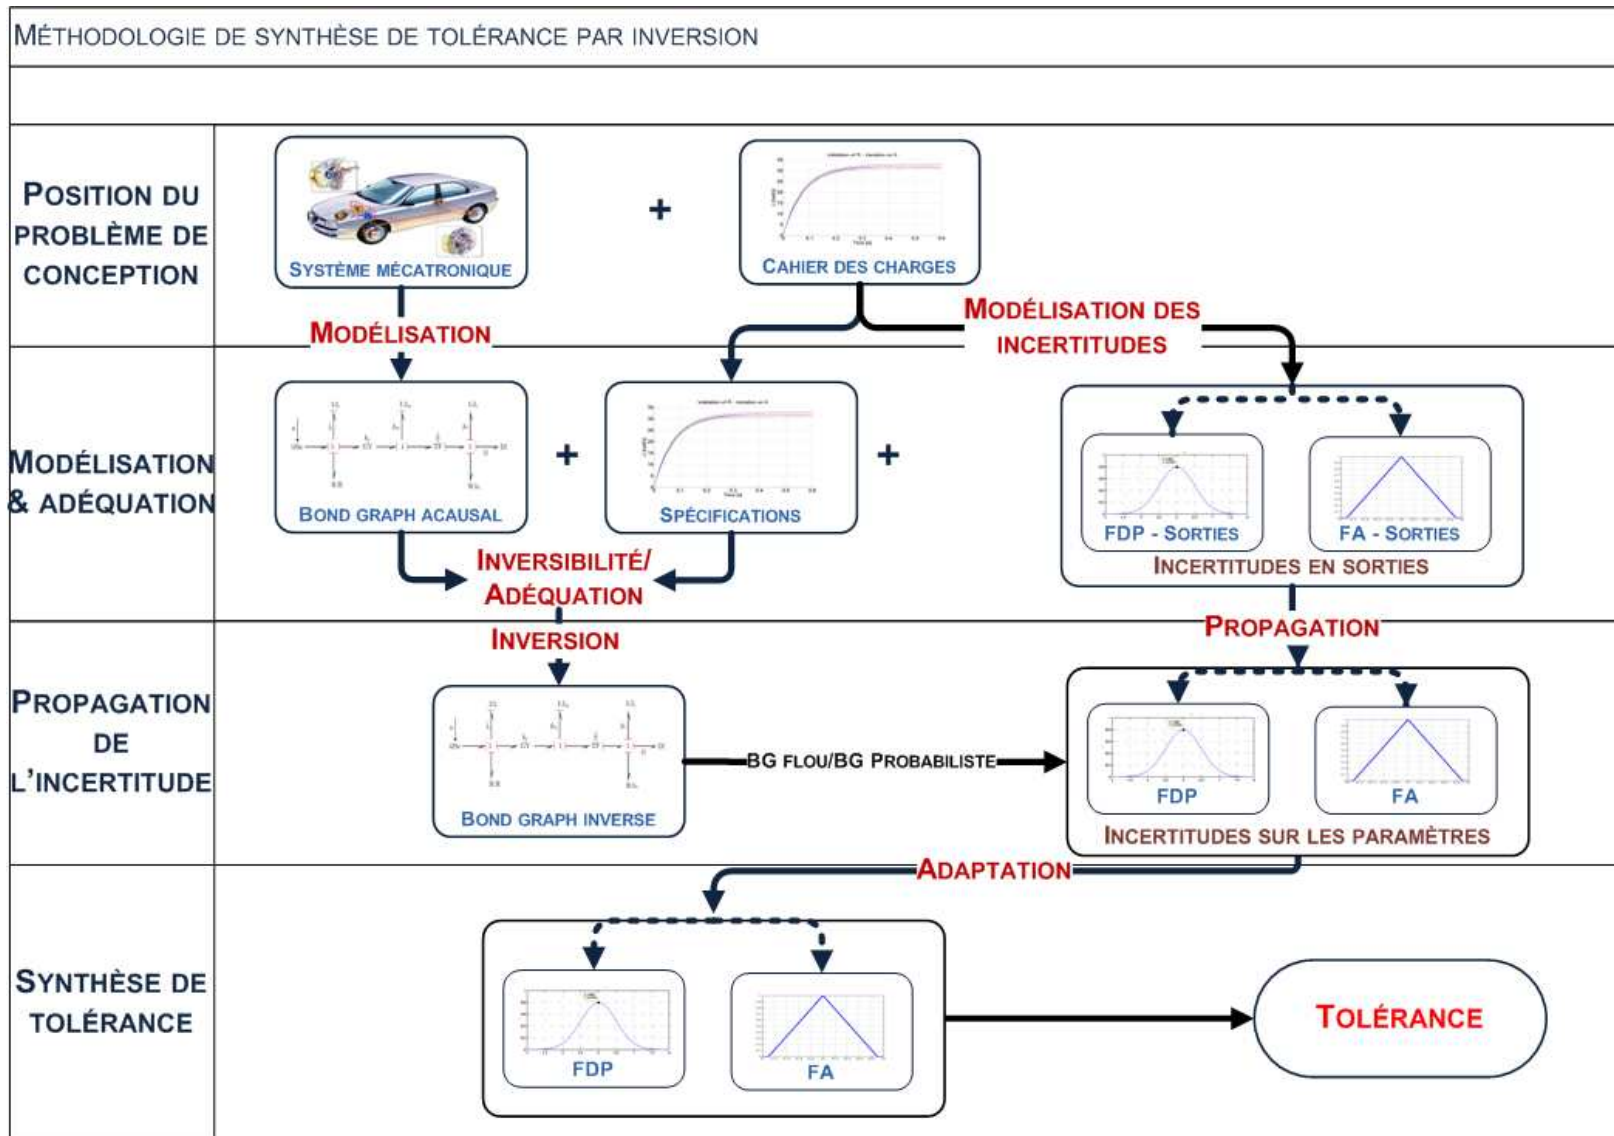 MÉTHODOLOGIE DE SYNTHÈSE DE TOLÉRANCE PAR INVERSION
POSITION DU
PROBLÈME DE
CONCEPTION
SYSTÈME MÉCATRONIQUE
+
CAHIER DES CHARGES
MODÉLISATION
MODÉLISATION DES
INCERTITUDES
MODÉLISATION
& ADÉQUATION
BOND GRAPH ACAUSAL
+
SPÉCIFICATIONS
+
FDP - SORTIES
FA - SORTIES
INCERTITUDES EN SORTIES
INVERSIBILITÉ/
ADÉQUATION
INVERSION
PROPAGATION
PROPAGATION
DE
L'INCERTITUDE
BOND GRAPH INVERSE
BG FLOU/BG PROBABILISTE
FDP
FA
INCERTITUDES SUR LES PARAMÈTRES
ADAPTATION
SYNTHÈSE DE
TOLÉRANCE
FDP
FA
TOLÉRANCE